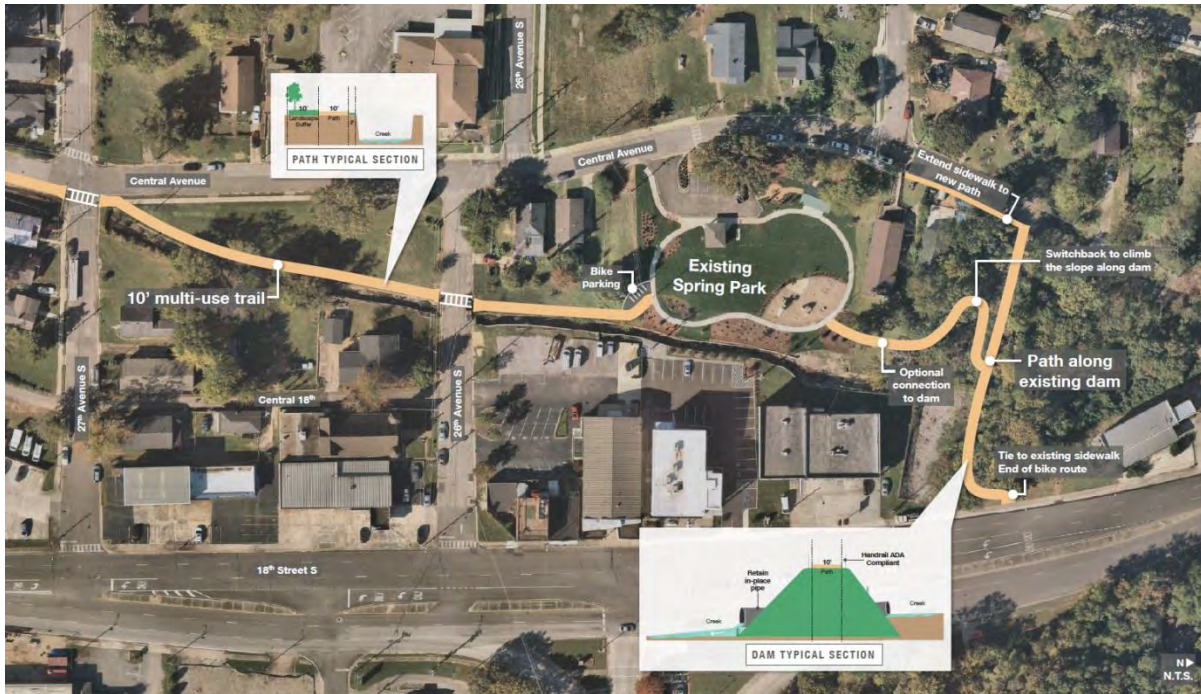 26th Avenue S
10'
10'
Landscape
Buffer
Path
2'
Creek
PATH TYPICAL SECTION
Central Avenue
Central Avenue
Extend sidewalk to
new path
Switchback to climb
the slope along dam
Bike
parking
Existing
Spring Park
10' multi-use trail
Optional
connection
to dam
Path along
existing dam
27th Avenue S
26th Avenue S
Central 18th
Tie to existing sidewalk
End of bike route
18th Street S
10'
Path
Handrail ADA
Compliant
Retain
in-place
pipe
Creek
Creek
DAM TYPICAL SECTION
N
N.T.S.